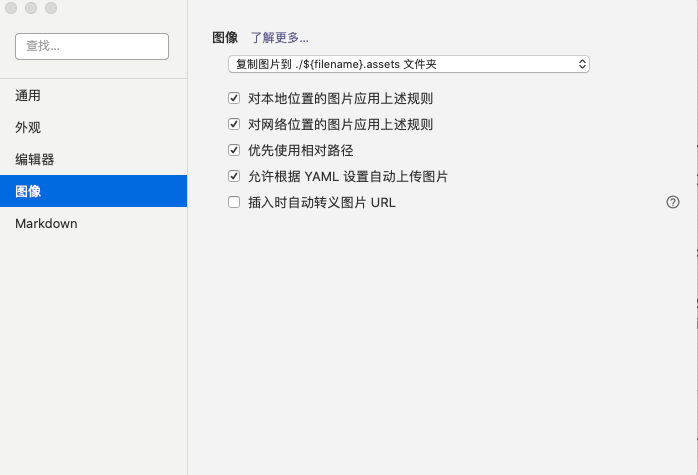 查找...
通用
外观
编辑器
图像
Markdown
图像 了解更多...
复制图片到 ./${filename}.assets 文件夹
对本地位置的图片应用上述规则
对网络位置的图片应用上述规则
优先使用相对路径
允许根据 YAML 设置自动上传图片
插入时自动转义图片 URL
?